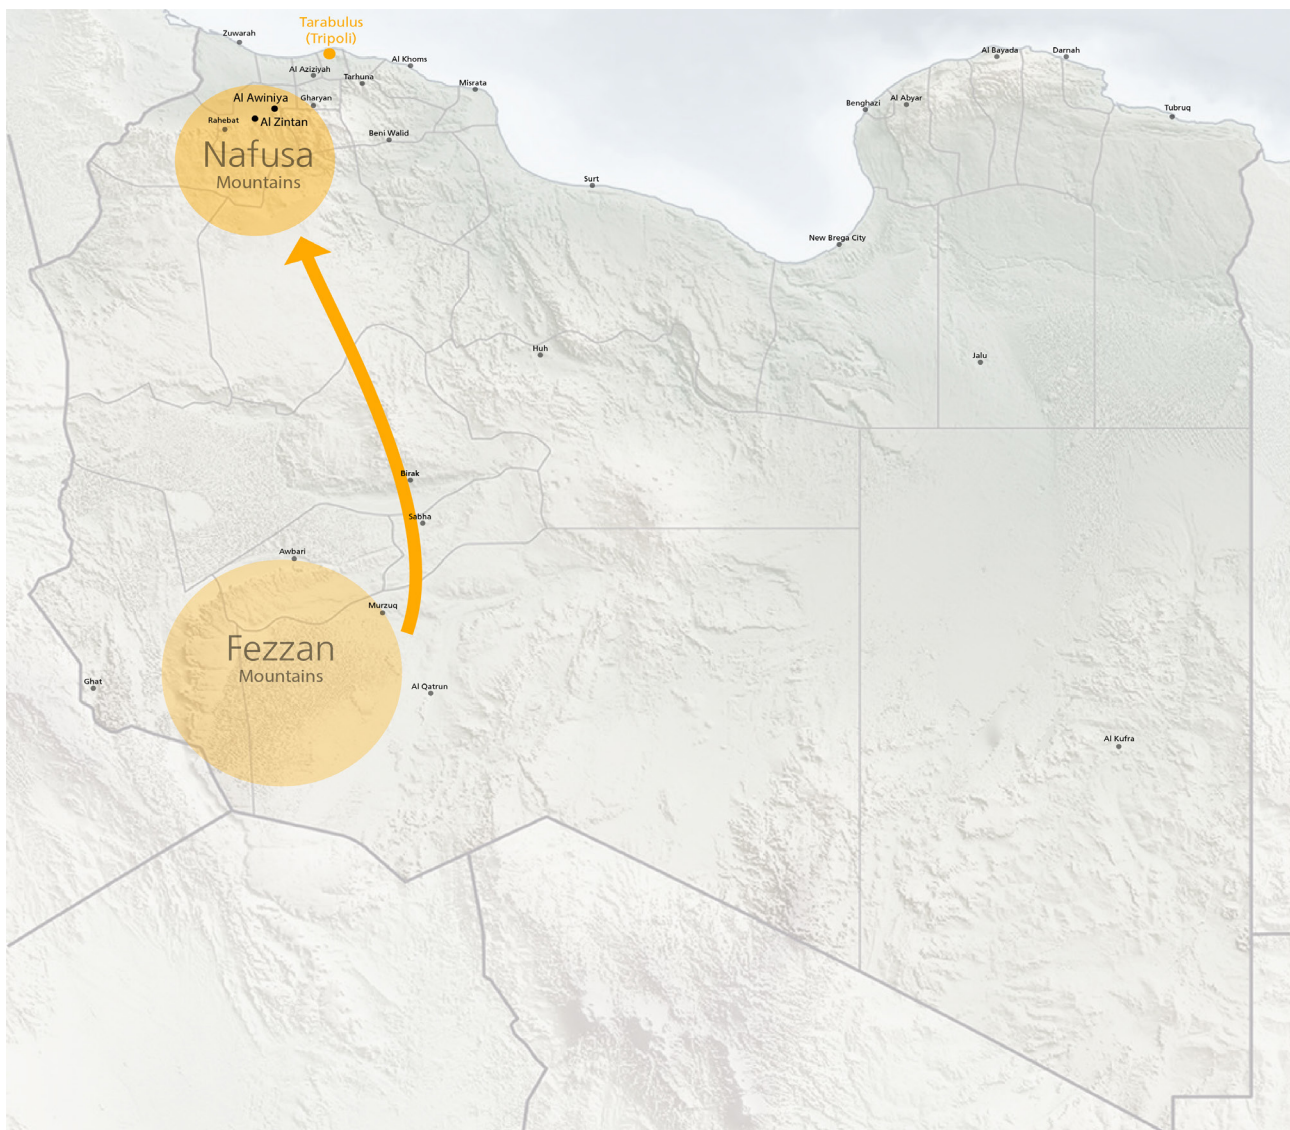 Tarabulus
(Tripoli)
Zuwarah
Al Aziziyah
Tarhuna
Al Khoms
Misrata
Al Awiniya
Gharyan
Rahebat
Al Zintan
Beni Walid
Nafusa
Mountains
Surt
Al Bayada
Darnah
Benghazi
Al Abyar
Tubruq
New Brega City
Huh
Jalu
Birak
Sabha
Awbari
Murzuq
Fezzan
Mountains
Ghat
Al Qatrun
Al Kufra